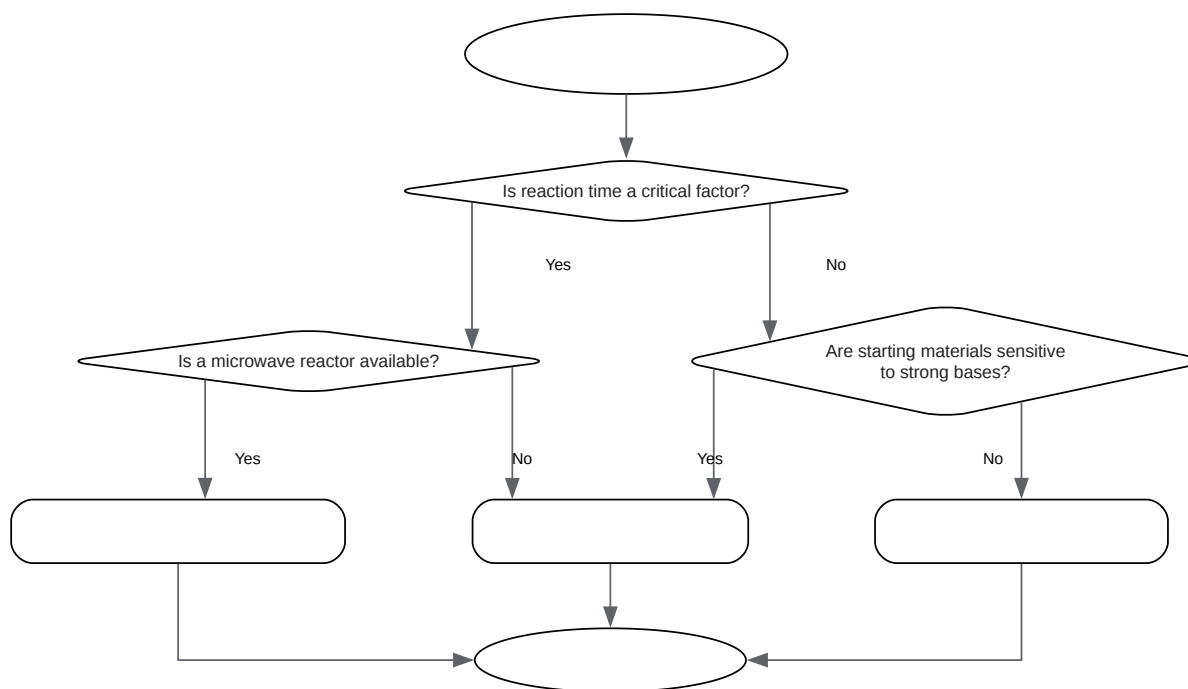 Is reaction time a critical factor?
Yes
No
Is a microwave reactor available?
Are starting materials sensitive
to strong bases?
Yes
No
Yes
No